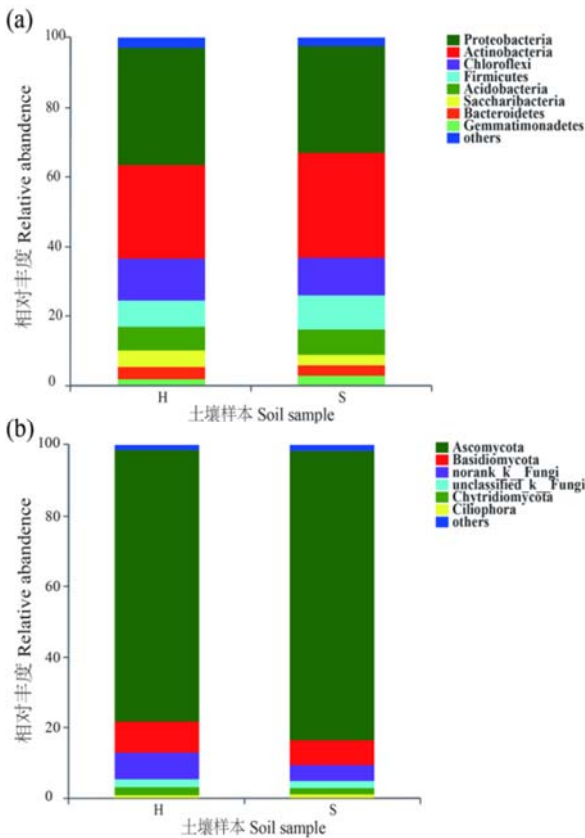 (a)
100
80
60
40
20
0
相对丰度 Relative abandence
H
S
土壤样本 Soil sample
Proteobacteria
Actinobacteria
Chloroflexi
Firmicutes
Acidobacteria
Saccharibacteria
Bacteroidetes
Gemmatimonadetes
others
(b)
100
80
60
40
20
0
相对丰度 Relative abandence
H
S
土壤样本 Soil sample
Ascomycota
Basidiomycota
norank_k__Fungi
unclassified_k__Fungi
Chytridiomycota
Ciliophora
others